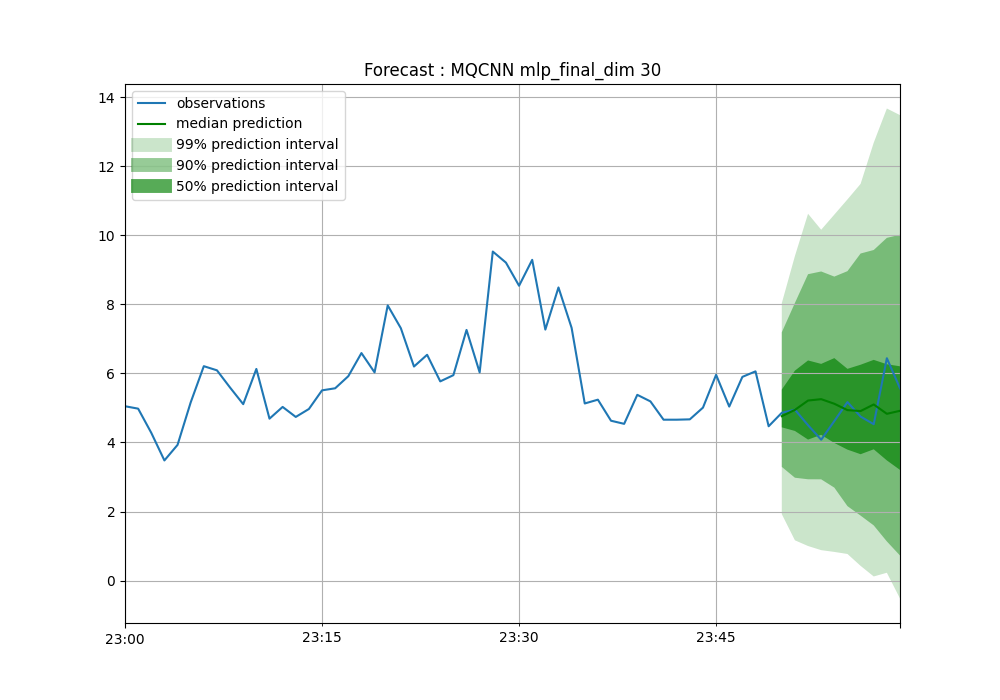 Forecast : MQCNN mlp_final_dim 30
observations
median prediction
99% prediction interval
90% prediction interval
50% prediction interval
14
12
10
8
6
4
2
0
23:00
23:15
23:30
23:45